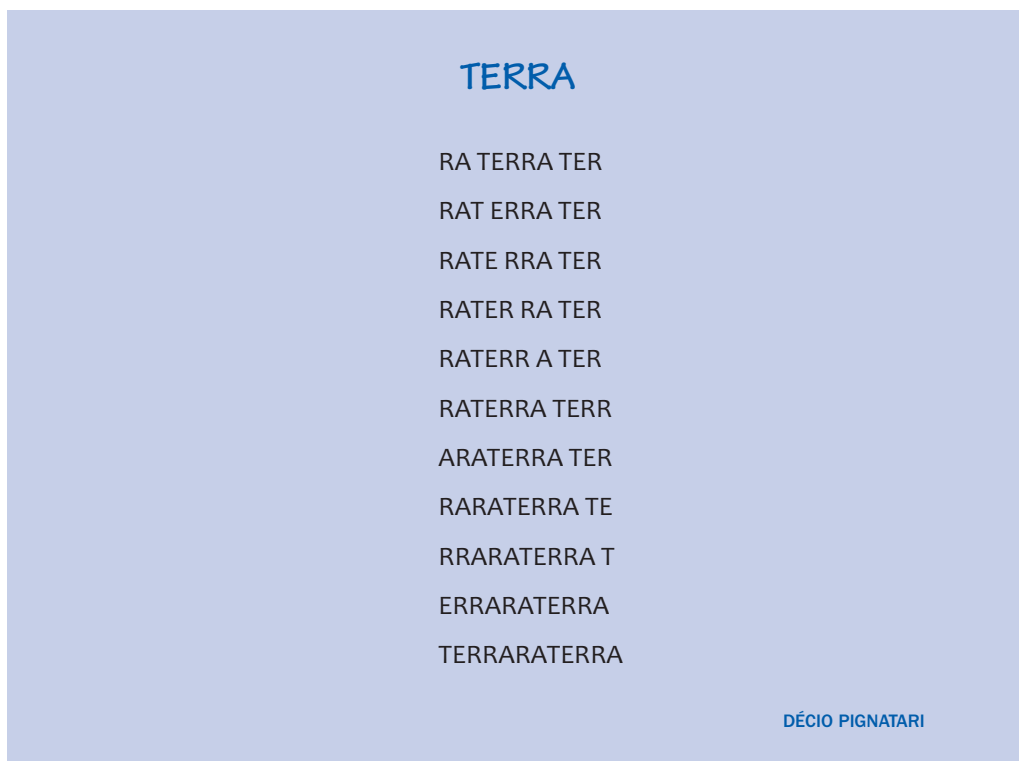 TERRA
RA TERRA TER
RAT ERRA TER
RATE RRA TER
RATER RA TER
RATERR A TER
RATERRA TERR
ARATERRA TER
RARATERRA TE
RRARATERRA T
ERRARATERRA
TERRARATERRA
DÉCIO PIGNATARI